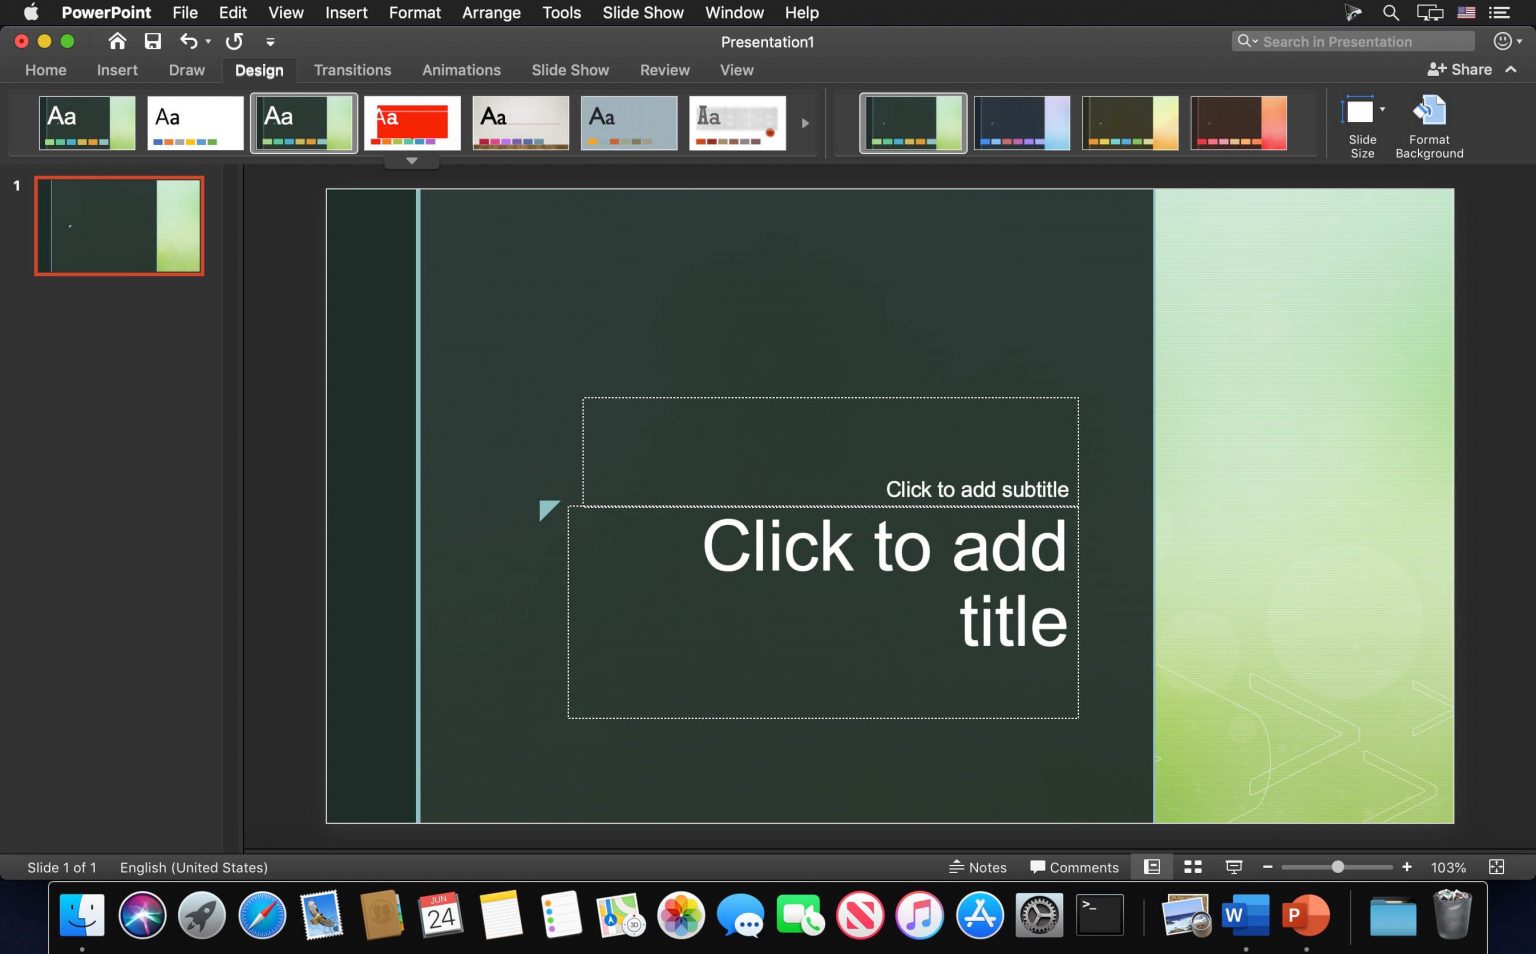 PowerPoint File Edit View Insert Format Arrange Tools Slide Show Window Help
Presentation1
Search in Presentation
Home Insert Draw Design Transitions Animations Slide Show Review View
Share
Aa Aa Aa Aa Aa Aa Aa
Slide
Size
Format
Background
1
Click to add subtitle
Click to add
title
Slide 1 of 1 English (United States)
Notes Comments 103%
JUN
24
3D
>_
W
P